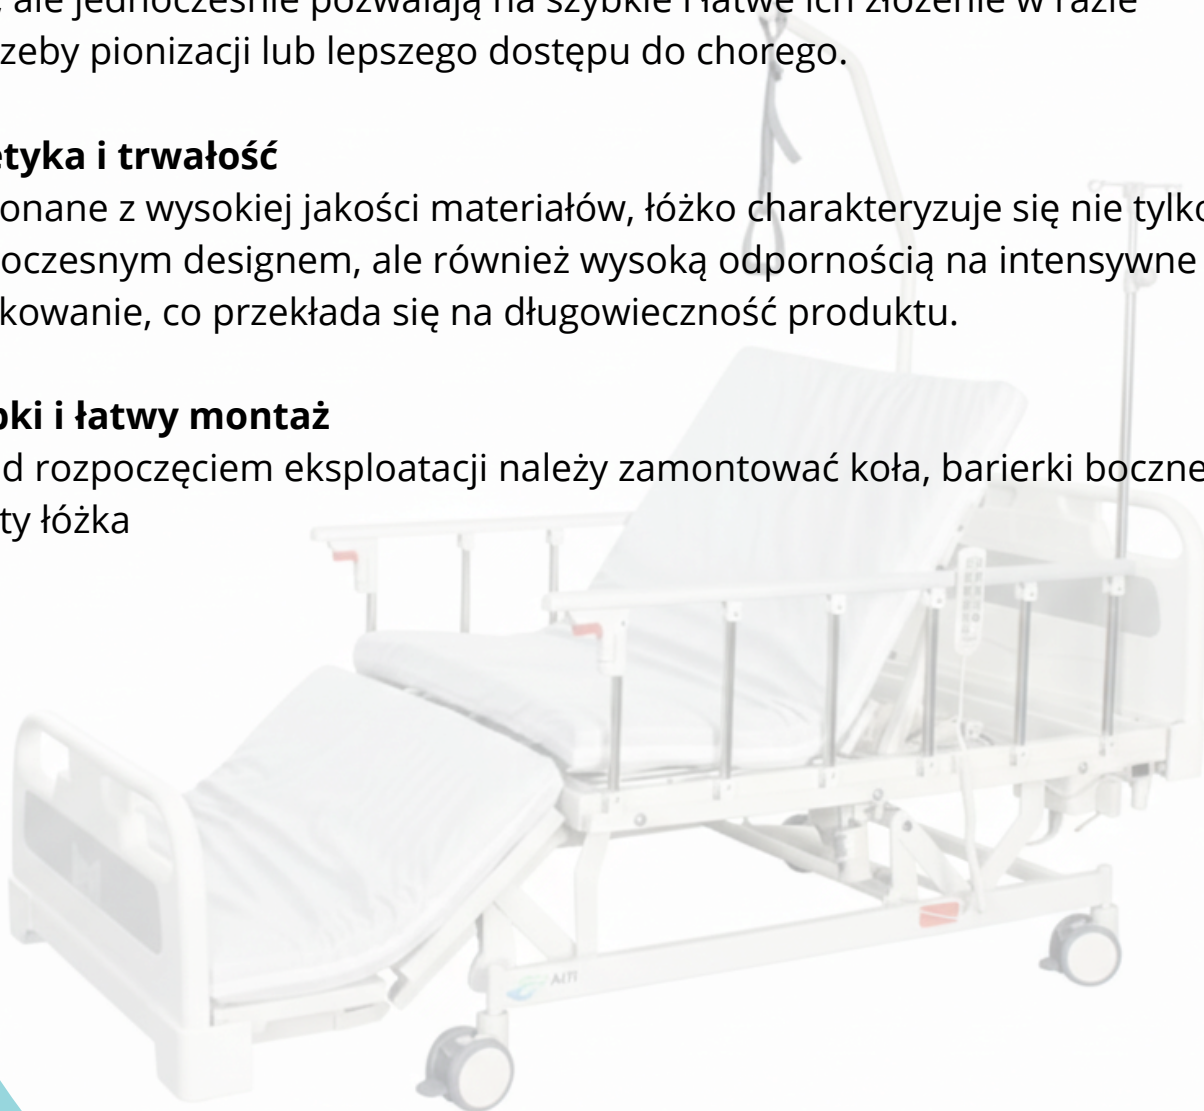 , ale jednocześnie pozwalają na szybkie i łatwe ich złożenie w razie
zeby pionizacji lub lepszego dostępu do chorego.
etyka i trwałość
onane z wysokiej jakości materiałów, łóżko charakteryzuje się nie tylko
oczesnym designem, ale również wysoką odpornością na intensywne
kowanie, co przekłada się na długowieczność produktu.
bki i łatwy montaż
d rozpoczęciem eksploatacji należy zamontować koła, barierki boczne
ty łóżka